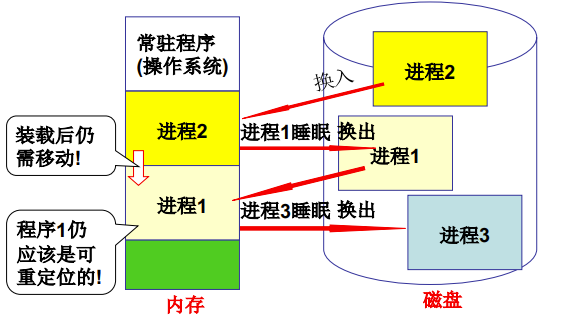 常驻程序
(操作系统)
进程2
换入
进程2
装载后仍
需移动!
进程1睡眠 换出
进程1
进程1
进程3睡眠 换出
程序1仍
应该是可
重定位的!
进程3
内存
磁盘